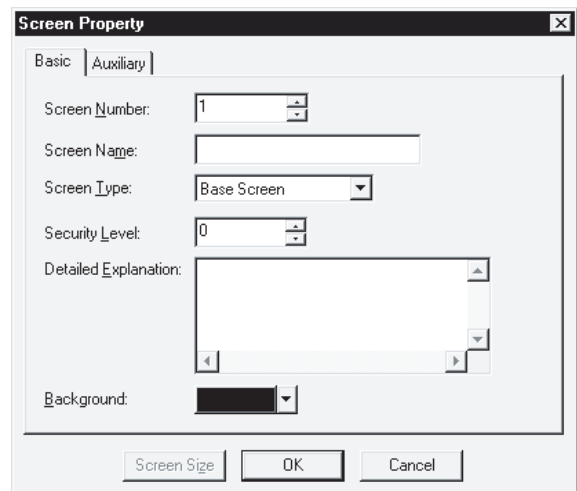 Screen Property
Basic Auxiliary
Screen Number: 1
Screen Name:
Screen Type: Base Screen
Security Level: 0
Detailed Explanation:
Background:
Screen Size OK Cancel